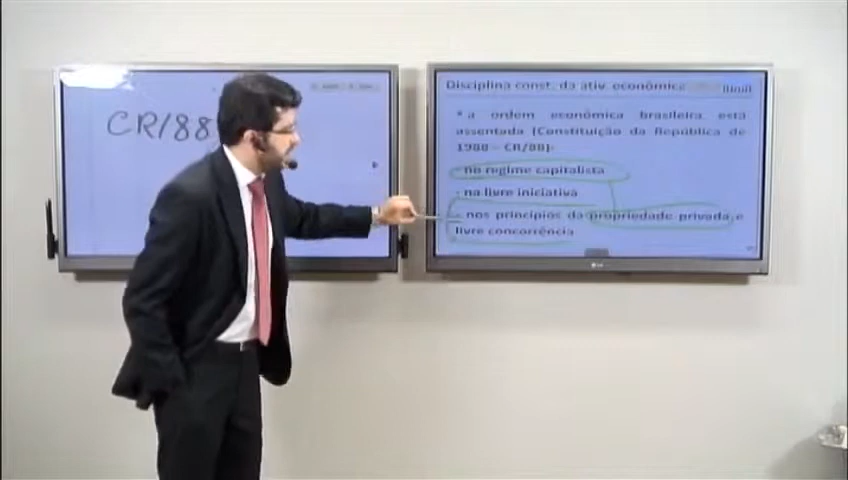 CR/88
Disciplina const. da ativ. econômica
* a ordem econômica brasileira está
assentada (Constituição da República de
1988 – CR/88):
- no regime capitalista
- na livre iniciativa
- nos princípios da propriedade privada e
livre concorrência
LG